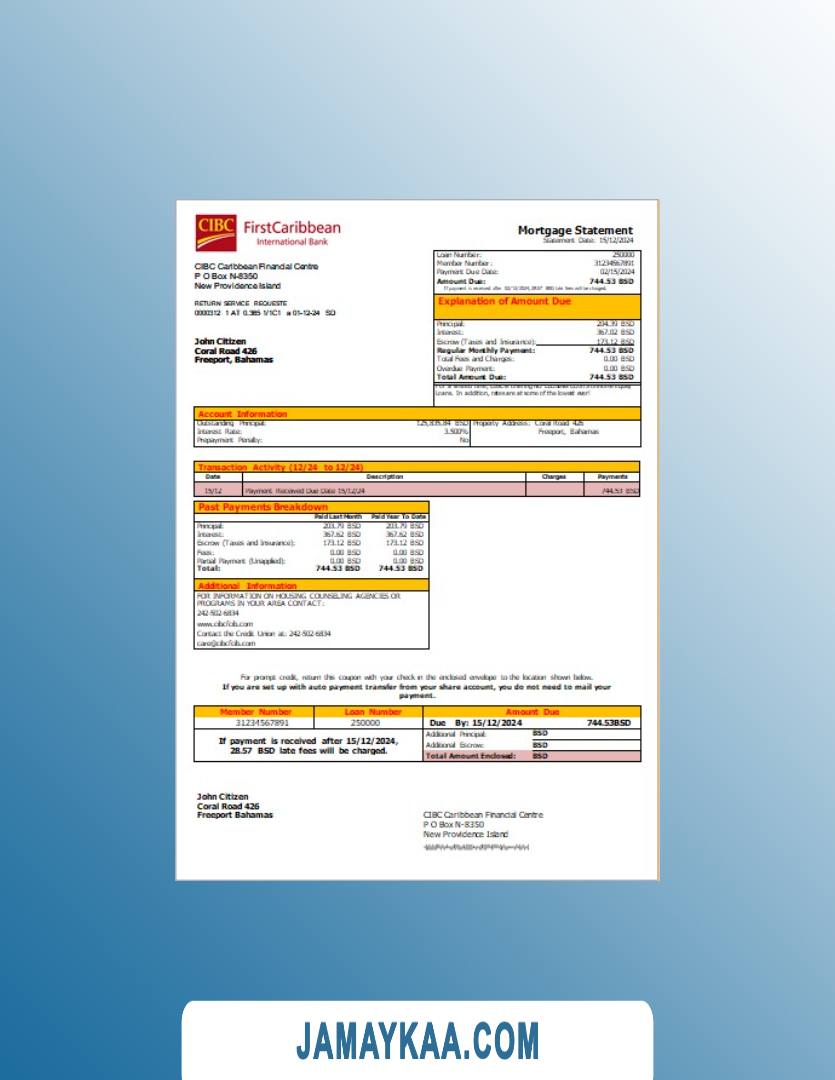 CIBC FirstCaribbean
International Bank
Mortgage Statement
Statement Date: 15/12/2024
CIBC Caribbean Financial Centre
P O Box N-8350
New Providence Island
RETURN SERVICE REQUESTE
0000312 1 AT 0.365 1/1C1 a 01-12-24 SD
John Citizen
Coral Road 426
Freeport, Bahamas
Loan Number: 250000
Member Number: 31234567891
Payment Due Date: 02/15/2024
Amount Due: 744.53 BSD
If payment is received after 02/15/2024, 28.57 BSD late fees will be charged.
Explanation of Amount Due
Principal: 204.39 BSD
Interest: 367.02 BSD
Escrow (Taxes and Insurance): 173.12 BSD
Regular Monthly Payment: 744.53 BSD
Total Fees and Charges: 0.00 BSD
Overdue Payment: 0.00 BSD
Total Amount Due: 744.53 BSD
Loans. In addition, rates are at some of the lowest ever!
Account Information
Outstanding Principal: 125,835.84 BSD
Interest Rate: 3.500%
Prepayment Penalty: No
Property Address: Coral Road 426
Freeport, Bahamas
Transaction Activity (12/24 to 12/24)
Date Description Charges Payments
15/12 Payment Received Due Date 15/12/24 744.53 BSD
Past Payments Breakdown
Paid Last Month Paid Year To Date
Principal: 203.79 BSD 203.79 BSD
Interest: 367.62 BSD 367.62 BSD
Escrow (Taxes and Insurance): 173.12 BSD 173.12 BSD
Fees: 0.00 BSD 0.00 BSD
Partial Payment (Unapplied): 0.00 BSD 0.00 BSD
Total: 744.53 BSD 744.53 BSD
Additional Information
FOR INFORMATION ON HOUSING COUNSELING AGENCIES OR
PROGRAMS IN YOUR AREA CONTACT:
242-502-6834
www.cibcfcib.com
Contact the Credit Union at: 242-502-6834
care@cibcfcib.com
For prompt credit, return this coupon with your check in the enclosed envelope to the location shown below.
If you are set up with auto payment transfer from your share account, you do not need to mail your
payment.
Member Number Loan Number Amount Due
31234567891 250000 Due By: 15/12/2024 744.53BSD
If payment is received after 15/12/2024,
28.57 BSD late fees will be charged.
Additional Principal: BSD
Additional Escrow: BSD
Total Amount Enclosed: BSD
John Citizen
Coral Road 426
Freeport Bahamas
CIBC Caribbean Financial Centre
P O Box N-8350
New Providence Island
JAMAYKAA.COM